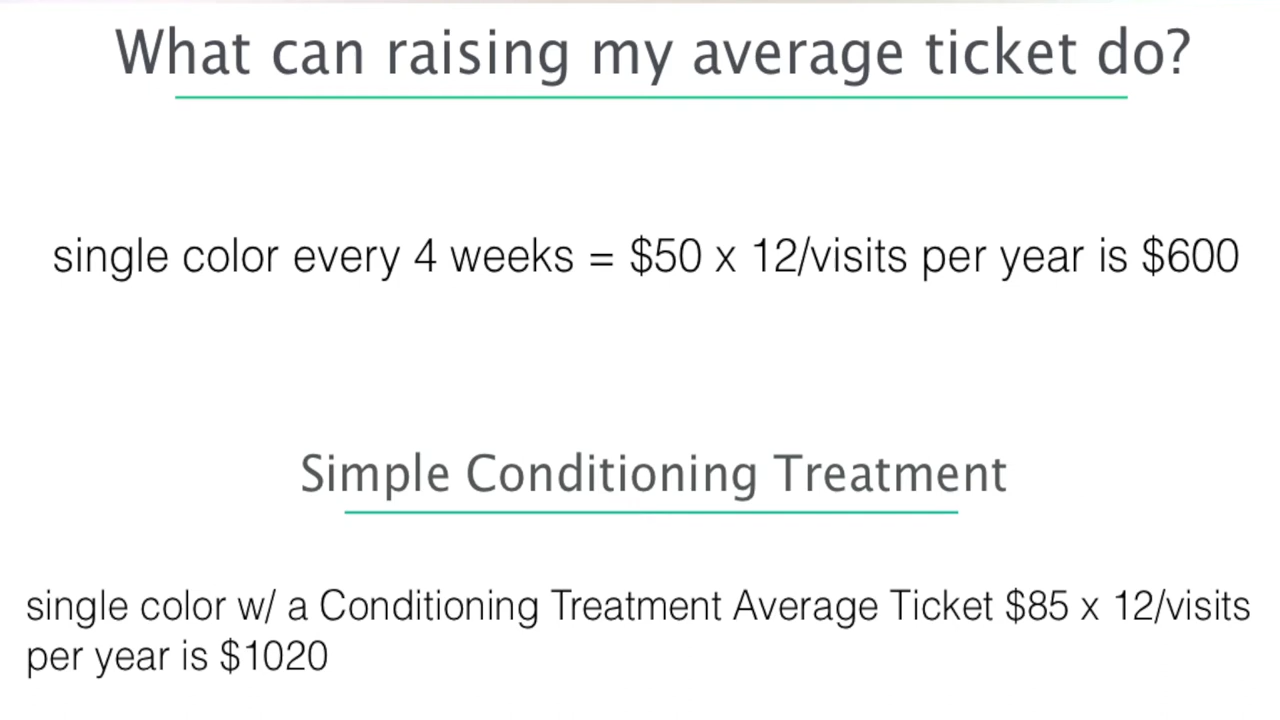 What can raising my average ticket do?
single color every 4 weeks = $50 x 12/visits per year is $600
Simple Conditioning Treatment
single color w/ a Conditioning Treatment Average Ticket $85 x 12/visits
per year is $1020